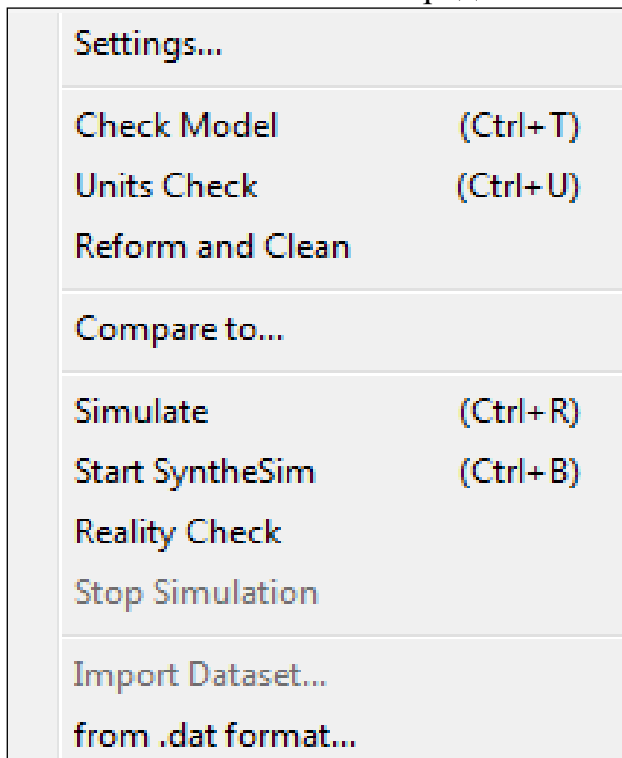 Settings...
Check Model (Ctrl+T)
Units Check (Ctrl+U)
Reform and Clean
Compare to...
Simulate (Ctrl+R)
Start SyntheSim (Ctrl+B)
Reality Check
Stop Simulation
Import Dataset...
from .dat format...